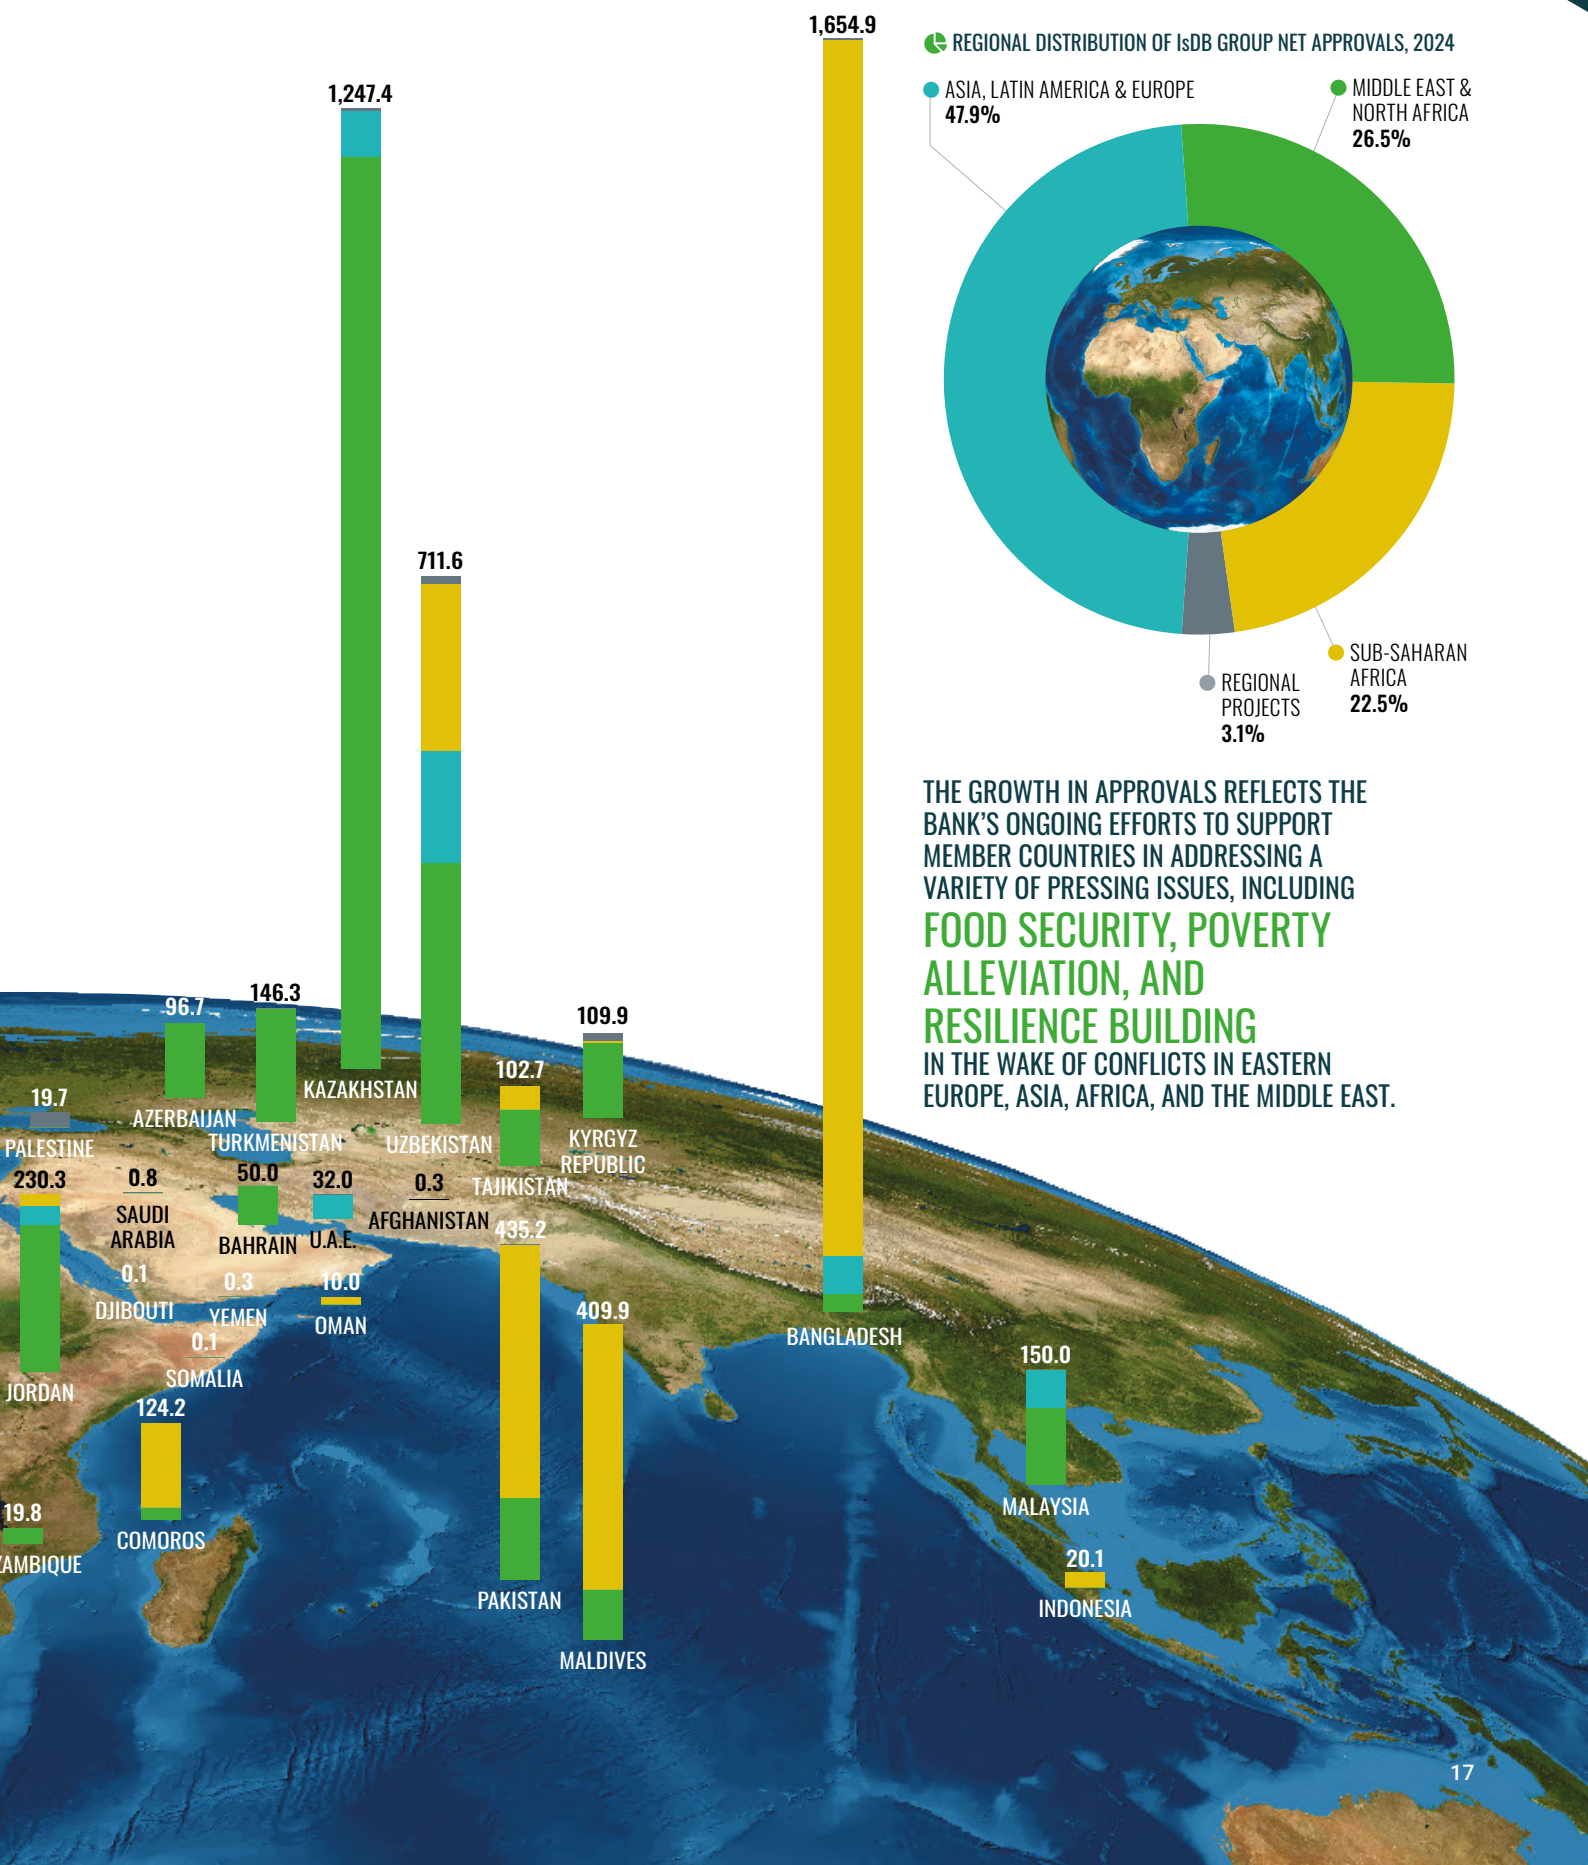 1,654.9
REGIONAL DISTRIBUTION OF IsDB GROUP NET APPROVALS, 2024
ASIA, LATIN AMERICA & EUROPE
47.9%
MIDDLE EAST &
NORTH AFRICA
26.5%
SUB-SAHARAN
AFRICA
22.5%
REGIONAL
PROJECTS
3.1%
THE GROWTH IN APPROVALS REFLECTS THE
BANK'S ONGOING EFFORTS TO SUPPORT
MEMBER COUNTRIES IN ADDRESSING A
VARIETY OF PRESSING ISSUES, INCLUDING
FOOD SECURITY, POVERTY
ALLEVIATION, AND
RESILIENCE BUILDING
IN THE WAKE OF CONFLICTS IN EASTERN
EUROPE, ASIA, AFRICA, AND THE MIDDLE EAST.
1,247.4
KAZAKHSTAN
711.6
UZBEKISTAN
96.7
AZERBAIJAN
146.3
TURKMENISTAN
102.7
TAJIKISTAN
109.9
KYRGYZ
REPUBLIC
19.7
PALESTINE
230.3
JORDAN
0.8
SAUDI
ARABIA
50.0
BAHRAIN
32.0
U.A.E.
0.3
AFGHANISTAN
0.1
DJIBOUTI
0.3
YEMEN
10.0
OMAN
0.1
SOMALIA
435.2
PAKISTAN
409.9
MALDIVES
BANGLADESH
124.2
COMOROS
19.8
ZAMBIQUE
150.0
MALAYSIA
20.1
INDONESIA
17